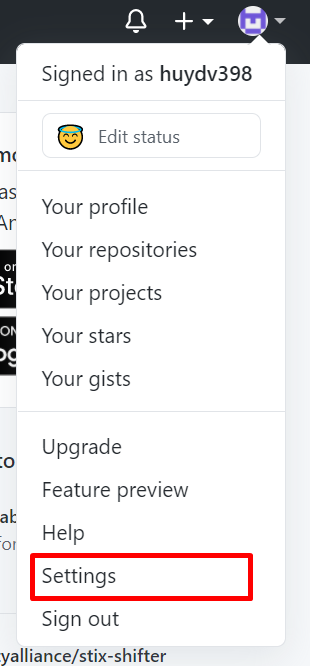 Signed in as huydv398
Edit status
Your profile
Your repositories
Your projects
Your stars
Your gists
Upgrade
Feature preview
Help
Settings
Sign out
alliance/stix-shifter